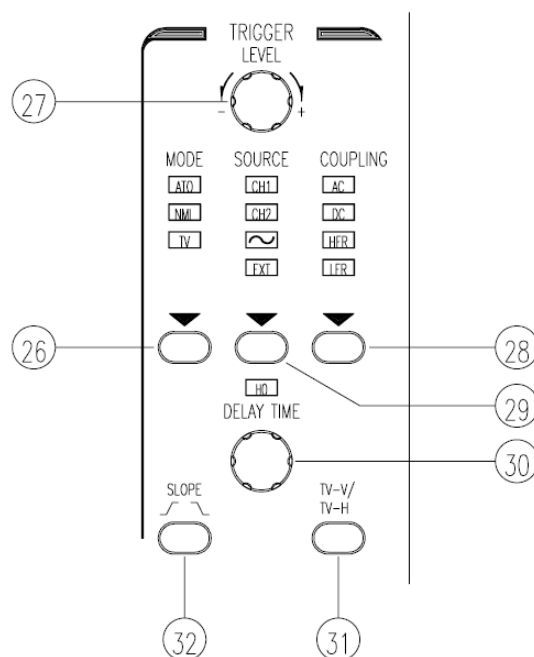 TRIGGER
LEVEL
27
- +
MODE SOURCE COUPLING
ATO CH1 AC
NML CH2 DC
TV HFR
EXT LFR
26
28
29
HO
DELAY TIME
30
SLOPE
TV-V/
TV-H
32
31